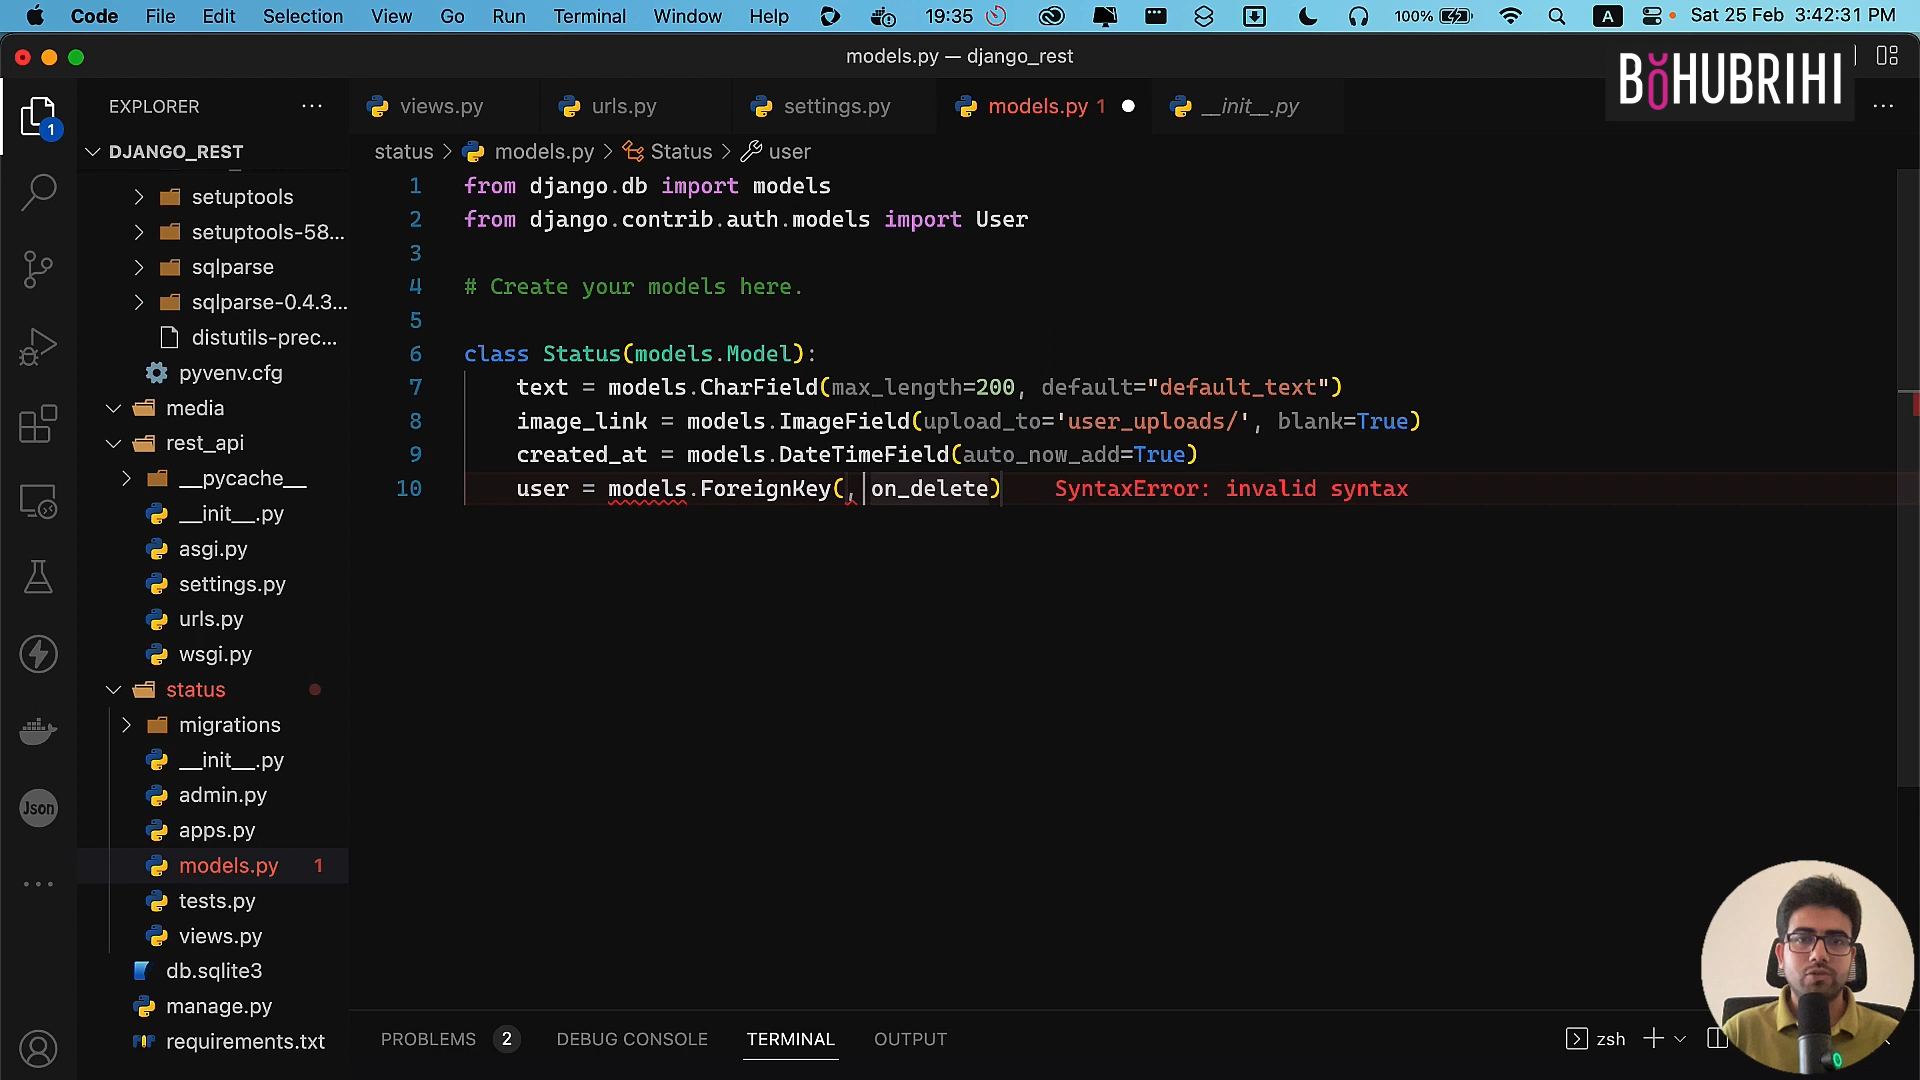 Code File Edit Selection View Go Run Terminal Window Help 19:35 100% A Sat 25 Feb 3:42:31 PM
models.py — django_rest
BOHUBRIHI
EXPLORER ...
views.py urls.py settings.py models.py 1 __init__.py ...
1
DJANGO_REST
status > models.py > Status > user
setuptools
setuptools-58...
sqlparse
sqlparse-0.4.3...
distutils-prec...
pyvenv.cfg
media
rest_api
__pycache__
__init__.py
asgi.py
settings.py
urls.py
wsgi.py
status
migrations
__init__.py
admin.py
apps.py
models.py 1
tests.py
views.py
db.sqlite3
manage.py
requirements.txt
Json
1 from django.db import models
2 from django.contrib.auth.models import User
3
4 # Create your models here.
5
6 class Status(models.Model):
7 text = models.CharField(max_length=200, default="default_text")
8 image_link = models.ImageField(upload_to='user_uploads/', blank=True)
9 created_at = models.DateTimeField(auto_now_add=True)
10 user = models.ForeignKey(, on_delete) SyntaxError: invalid syntax
PROBLEMS 2 DEBUG CONSOLE TERMINAL OUTPUT zsh